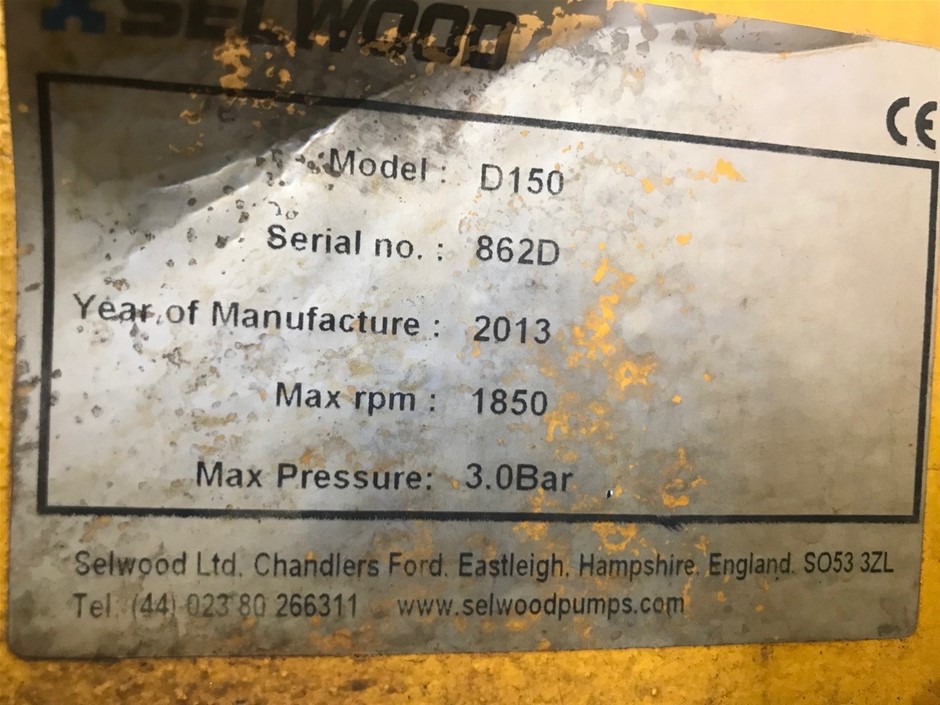 SELWOOD
CE
Model : D150
Serial no. : 862D
Year of Manufacture : 2013
Max rpm : 1850
Max Pressure: 3.0Bar
Selwood Ltd, Chandlers Ford, Eastleigh, Hampshire, England. SO53 3ZL
Tel: (44) 023 80 266311 www.selwoodpumps.com